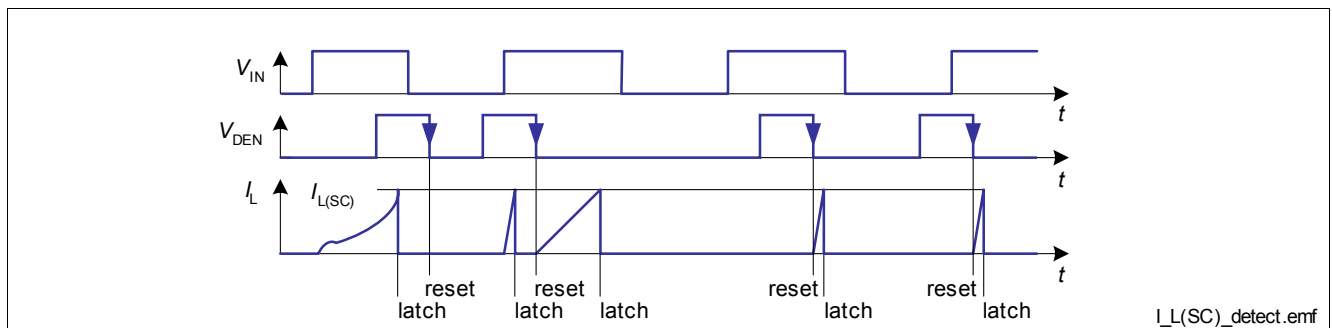 V_IN
t
V_DEN
t
I_L
I_L(SC)
t
reset reset reset reset
latch latch latch latch latch
I_L(SC)_detect.emf